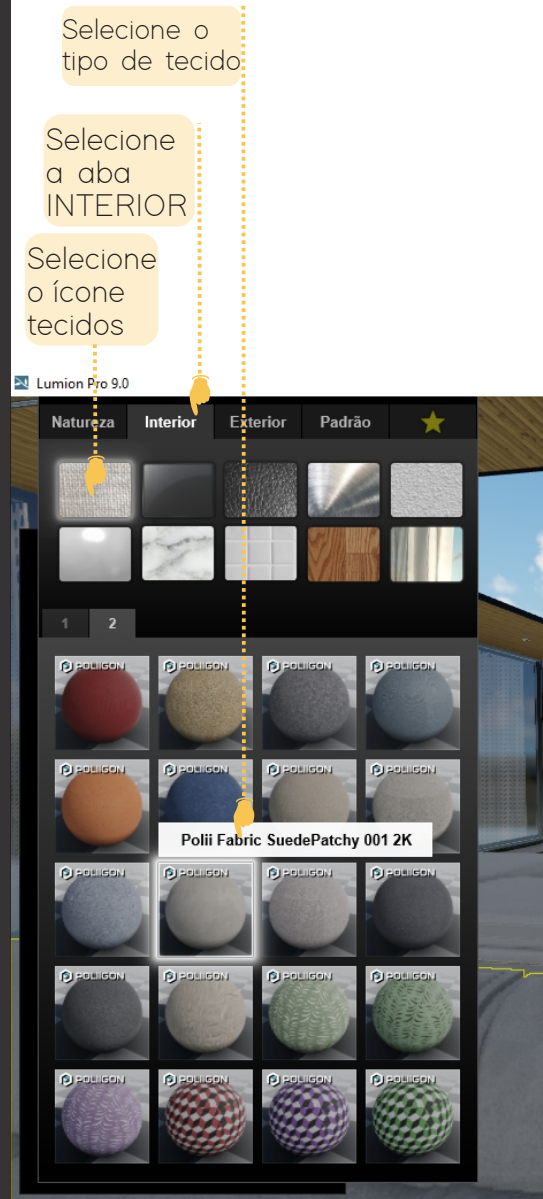 Selecione o
tipo de tecido
Selecione
a aba
INTERIOR
Selecione
o ícone
tecidos
Lumion Pro 9.0
Natureza Interior Exterior Padrão
1 2
POLIIGON POLIIGON POLIIGON POLIIGON
POLIIGON POLIIGON POLIIGON POLIIGON
Polii Fabric SuedePatchy 001 2K
POLIIGON POLIIGON POLIIGON POLIIGON
POLIIGON POLIIGON POLIIGON POLIIGON
POLIIGON POLIIGON POLIIGON POLIIGON